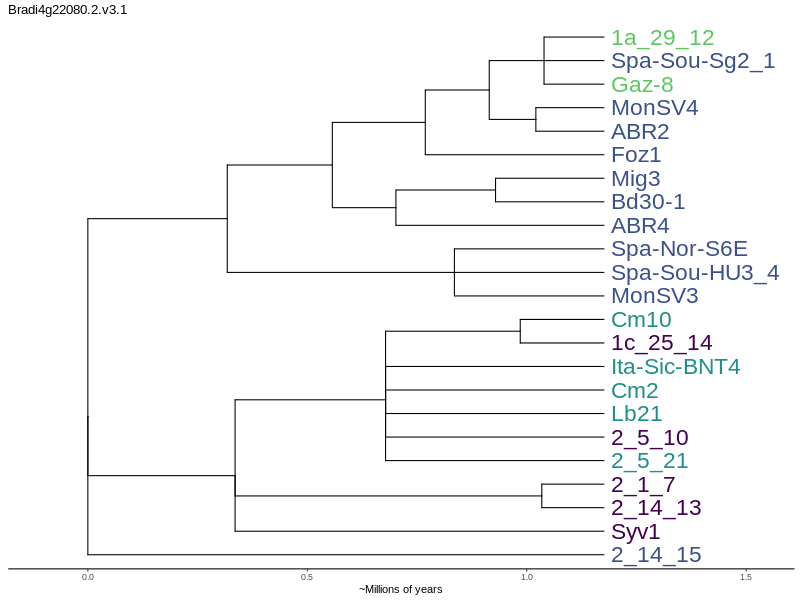 Bradi4g22080.2.v3.1
1a_29_12
Spa-Sou-Sg2_1
Gaz-8
MonSV4
ABR2
Foz1
Mig3
Bd30-1
ABR4
Spa-Nor-S6E
Spa-Sou-HU3_4
MonSV3
Cm10
1c_25_14
Ita-Sic-BNT4
Cm2
Lb21
2_5_10
2_5_21
2_1_7
2_14_13
Syv1
2_14_15
0.0 0.5 1.0 1.5
~Millions of years